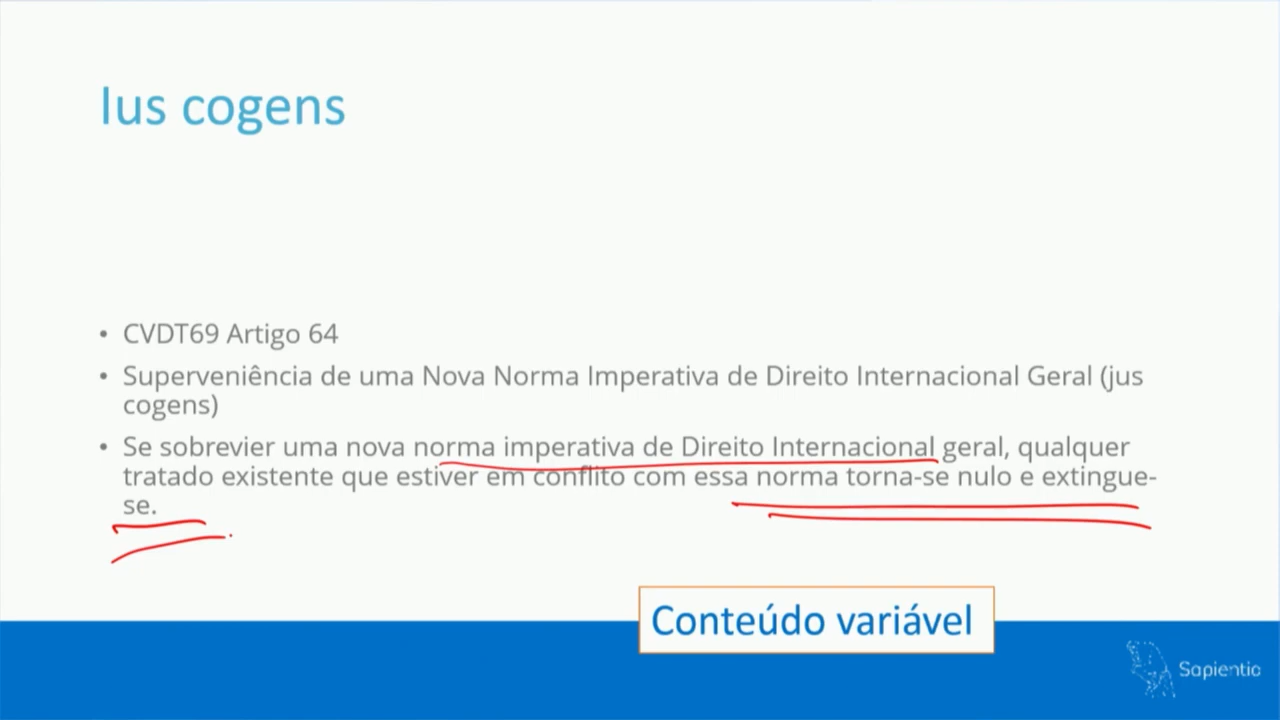 Ius cogens
• CVDT69 Artigo 64
• Superveniência de uma Nova Norma Imperativa de Direito Internacional Geral (jus
cogens)
• Se sobrevier uma nova norma imperativa de Direito Internacional geral, qualquer
tratado existente que estiver em conflito com essa norma torna-se nulo e extingue-
se.
Conteúdo variável
Sapientia